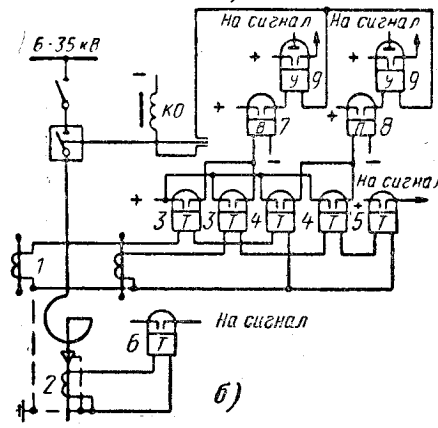 На сигнал На сигнал
6-35 кВ
+ У 9 + У 9
КО
+ В 7 + П 8
На сигнал
+ Т 3 Т 3 Т 4 Т 4 + Т 5
1
На сигнал
6 Т
2
б)